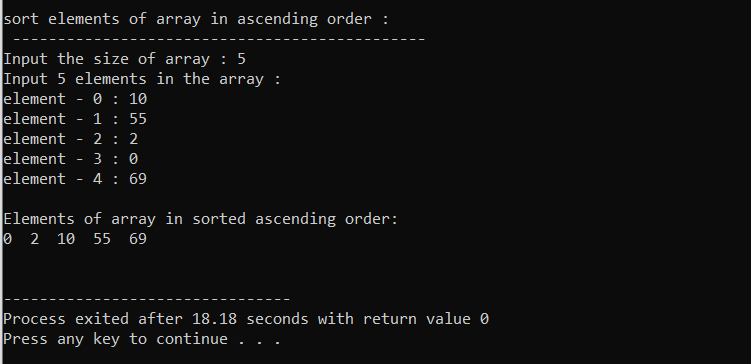 sort elements of array in ascending order :
----------------------------------------------
Input the size of array : 5
Input 5 elements in the array :
element - 0 : 10
element - 1 : 55
element - 2 : 2
element - 3 : 0
element - 4 : 69
Elements of array in sorted ascending order:
0  2  10  55  69
--------------------------------
Process exited after 18.18 seconds with return value 0
Press any key to continue . . .